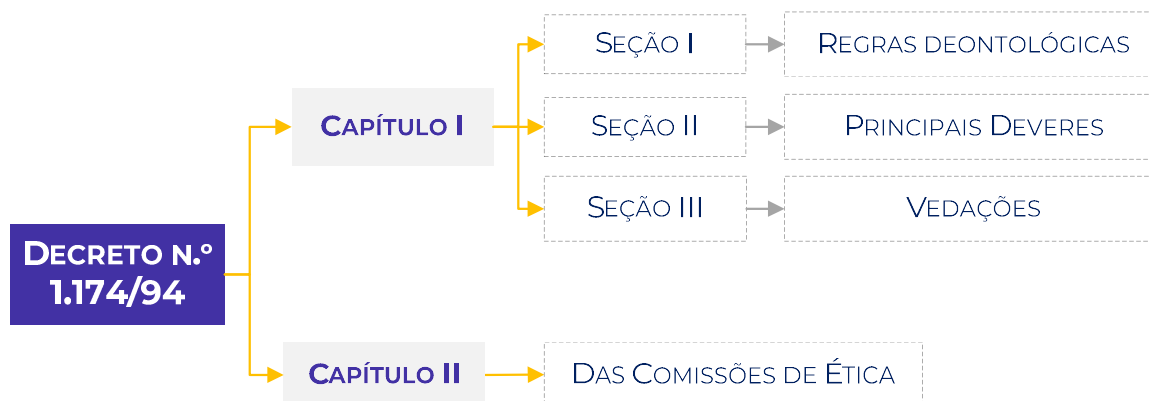 DECRETO N.º
1.174/94
CAPÍTULO I
SEÇÃO I
REGRAS DEONTOLÓGICAS
SEÇÃO II
PRINCIPAIS DEVERES
SEÇÃO III
VEDAÇÕES
CAPÍTULO II
DAS COMISSÕES DE ÉTICA